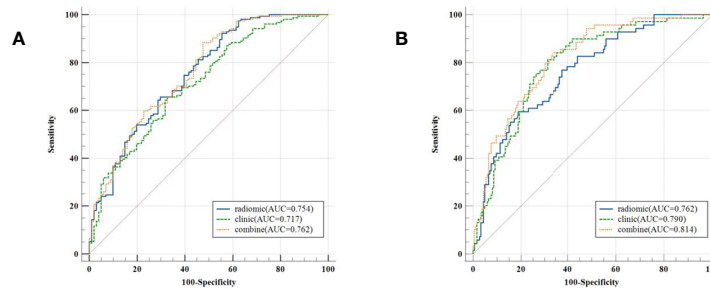 A
100
80
60
40
20
0
Sensitivity
radiomic(AUC=0.754)
clinic(AUC=0.717)
combine(AUC=0.762)
0 20 40 60 80 100
100-Specificity
B
100
80
60
40
20
0
Sensitivity
radiomic(AUC=0.762)
clinic(AUC=0.790)
combine(AUC=0.814)
0 20 40 60 80
100-Specificity